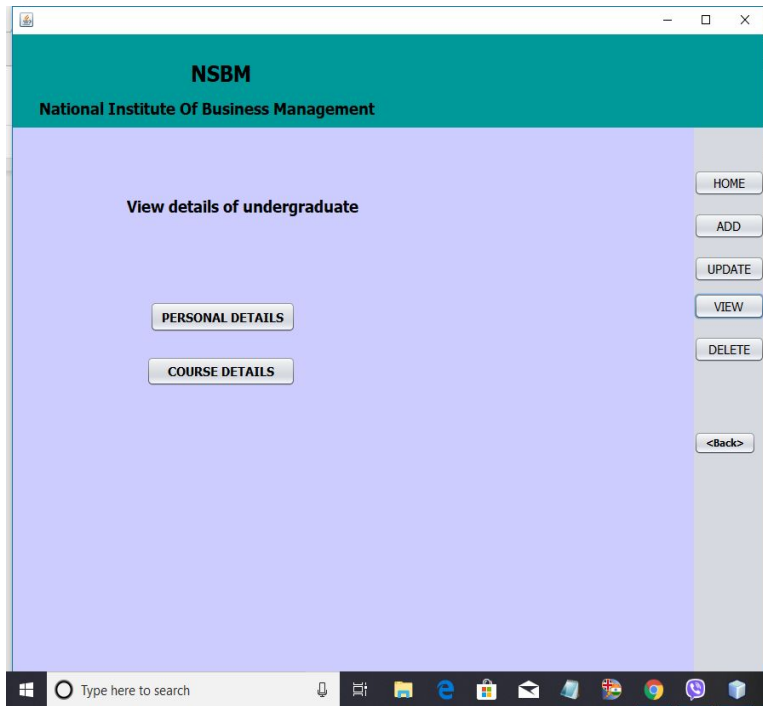 NSBM
National Institute Of Business Management
View details of undergraduate
PERSONAL DETAILS
COURSE DETAILS
HOME
ADD
UPDATE
VIEW
DELETE
<Back>
Type here to search